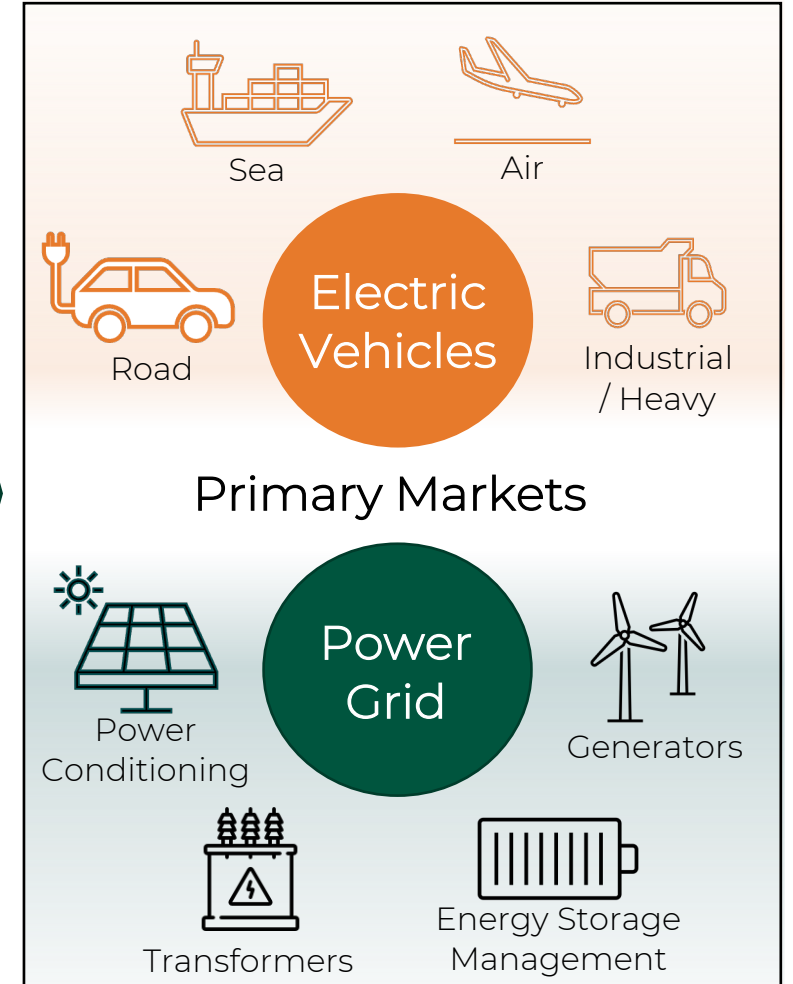 Sea
Air
Electric
Vehicles
Road
Industrial
/ Heavy
Primary Markets
Power
Grid
Power
Conditioning
Generators
Transformers
Energy Storage
Management